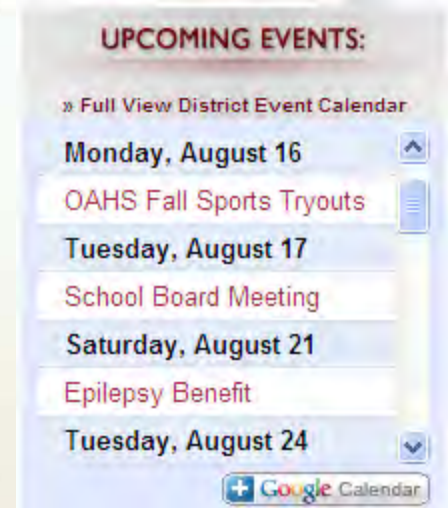 UPCOMING EVENTS:
» Full View District Event Calendar
Monday, August 16
OAHS Fall Sports Tryouts
Tuesday, August 17
School Board Meeting
Saturday, August 21
Epilepsy Benefit
Tuesday, August 24
Google Calendar